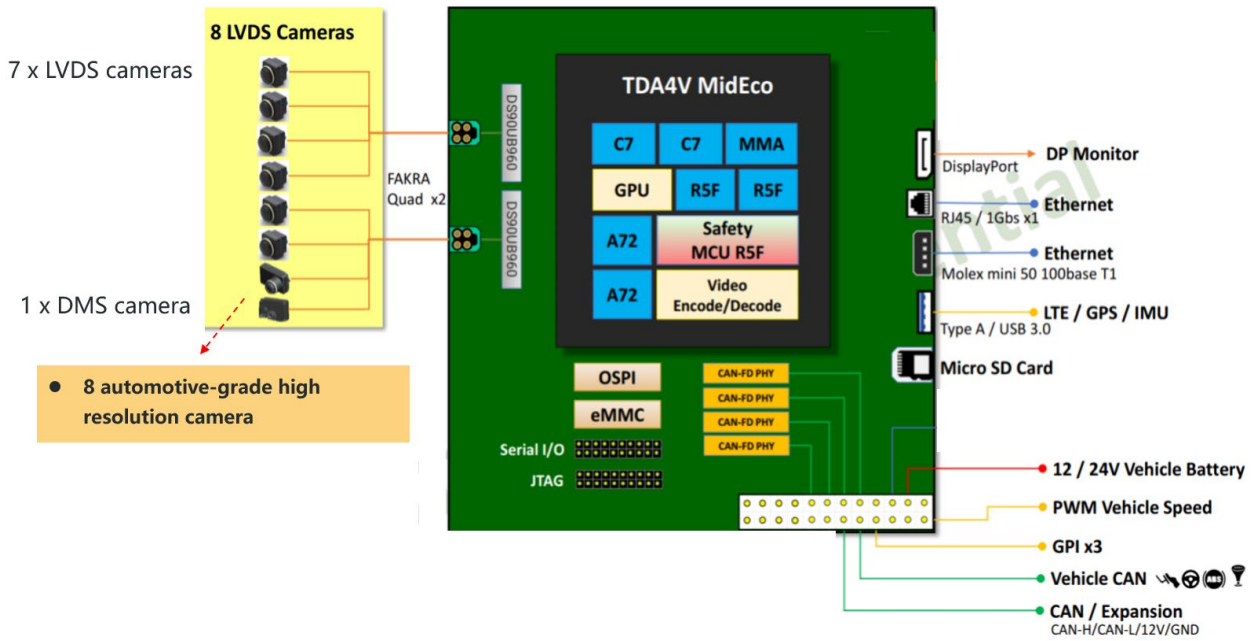 8 LVDS Cameras
7 x LVDS cameras
1 x DMS camera
● 8 automotive-grade high
resolution camera
FAKRA
Quad x2
DS90UB960
DS90UB960
TDA4V MidEco
C7
C7
MMA
GPU
R5F
R5F
A72
Safety
MCU R5F
A72
Video
Encode/Decode
OSPI
eMMC
Serial I/O
JTAG
CAN-FD PHY
CAN-FD PHY
CAN-FD PHY
CAN-FD PHY
DP Monitor
DisplayPort
Ethernet
RJ45 / 1Gbs x1
Ethernet
Molex mini 50 100base T1
LTE / GPS / IMU
Type A / USB 3.0
Micro SD Card
12 / 24V Vehicle Battery
PWM Vehicle Speed
GPI x3
Vehicle CAN
CAN / Expansion
CAN-H/CAN-L/12V/GND